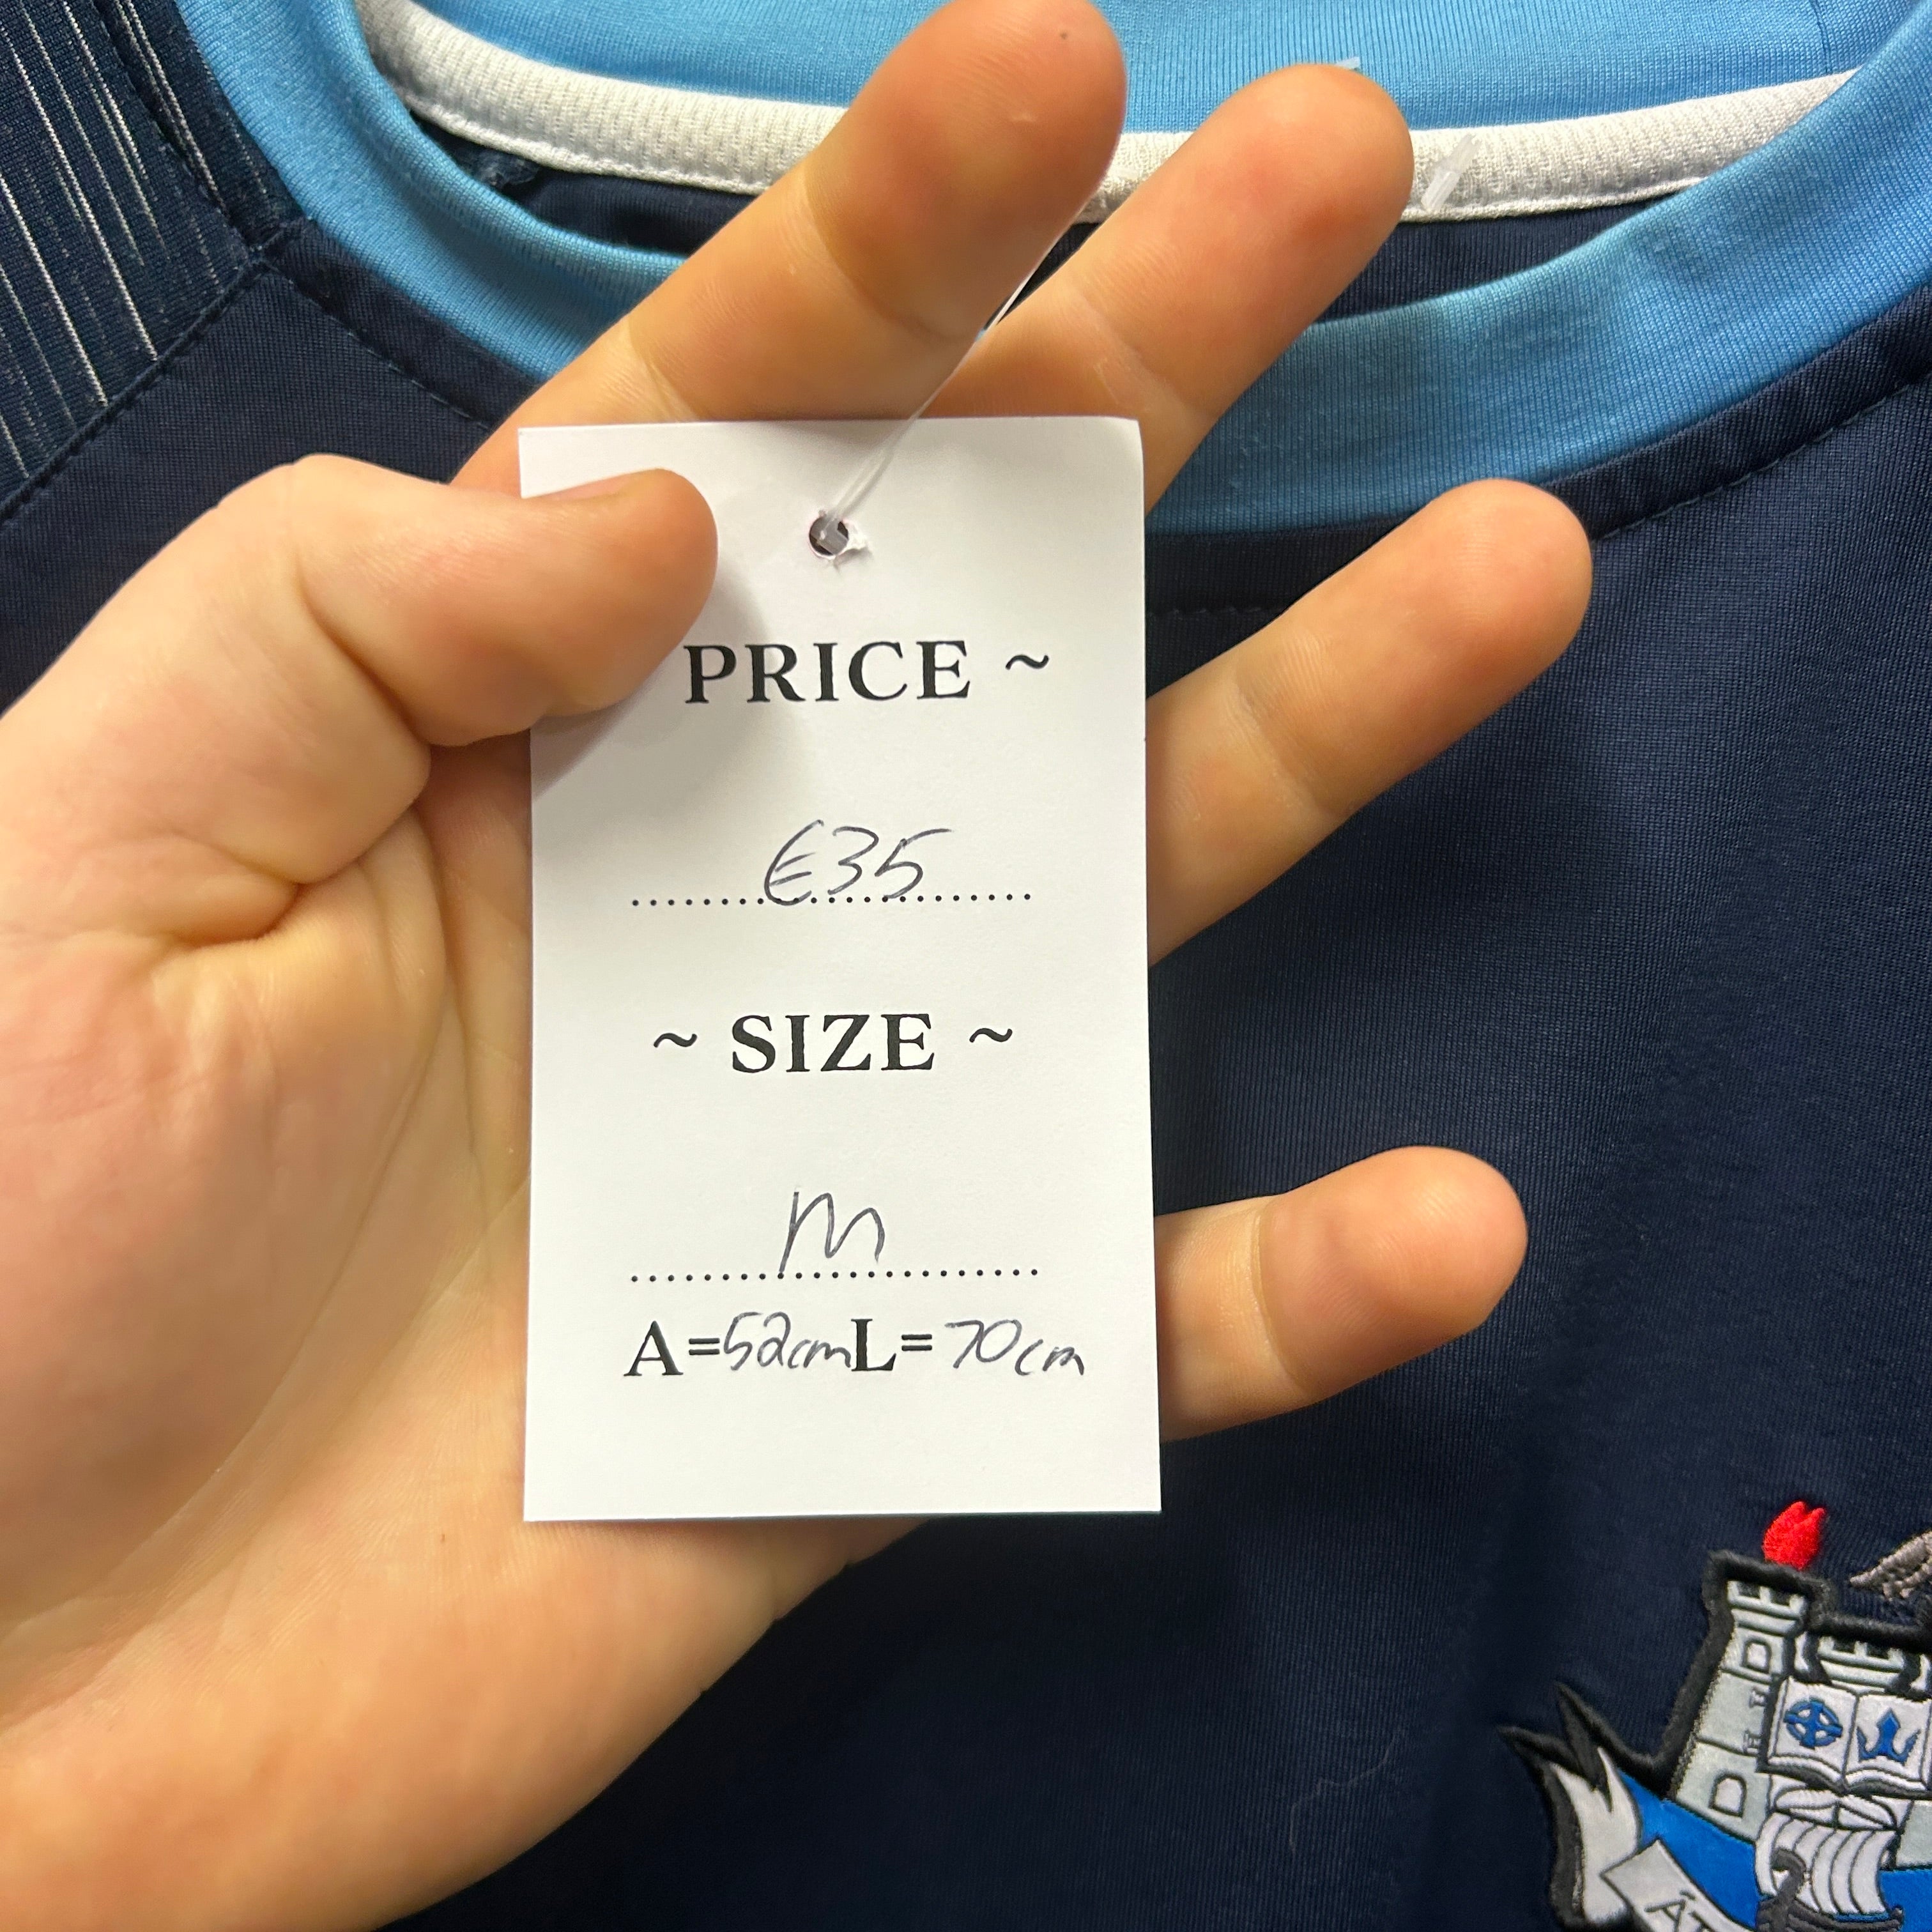 PRICE ~
€35
~ SIZE ~
M
A=52cm L=70cm